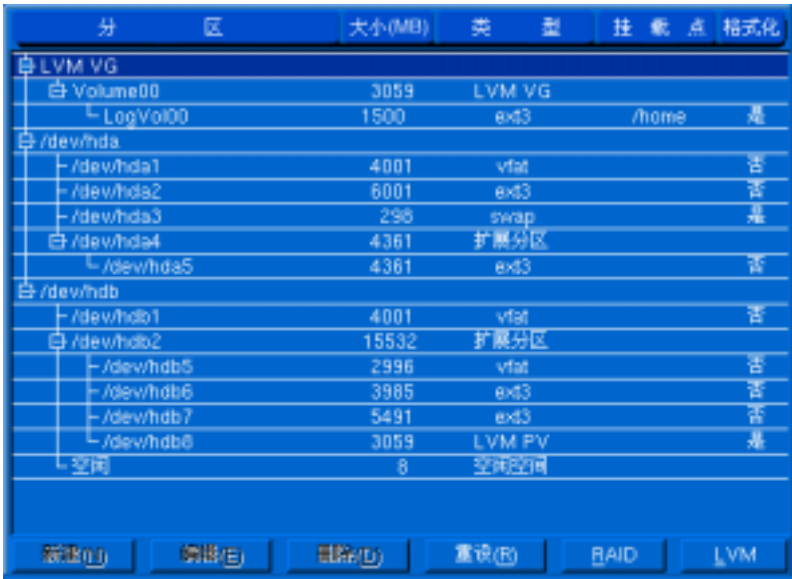 分 区 大小(MB) 类 型 挂 载 点 格式化
LVM VG
Volume00 3059 LVM VG
LogVol00 1500 ext3 /home 是
/dev/hda
/dev/hda1 4001 vfat 否
/dev/hda2 6001 ext3 否
/dev/hda3 298 swap 是
/dev/hda4 4361 扩展分区
/dev/hda5 4361 ext3 否
/dev/hdb
/dev/hdb1 4001 vfat 否
/dev/hdb2 15532 扩展分区
/dev/hdb5 2996 vfat 否
/dev/hdb6 3985 ext3 否
/dev/hdb7 5491 ext3 否
/dev/hdb8 3059 LVM PV 是
空闲 8 空闲空间
新建(N) 编辑(E) 删除(D) 重设(R) RAID LVM